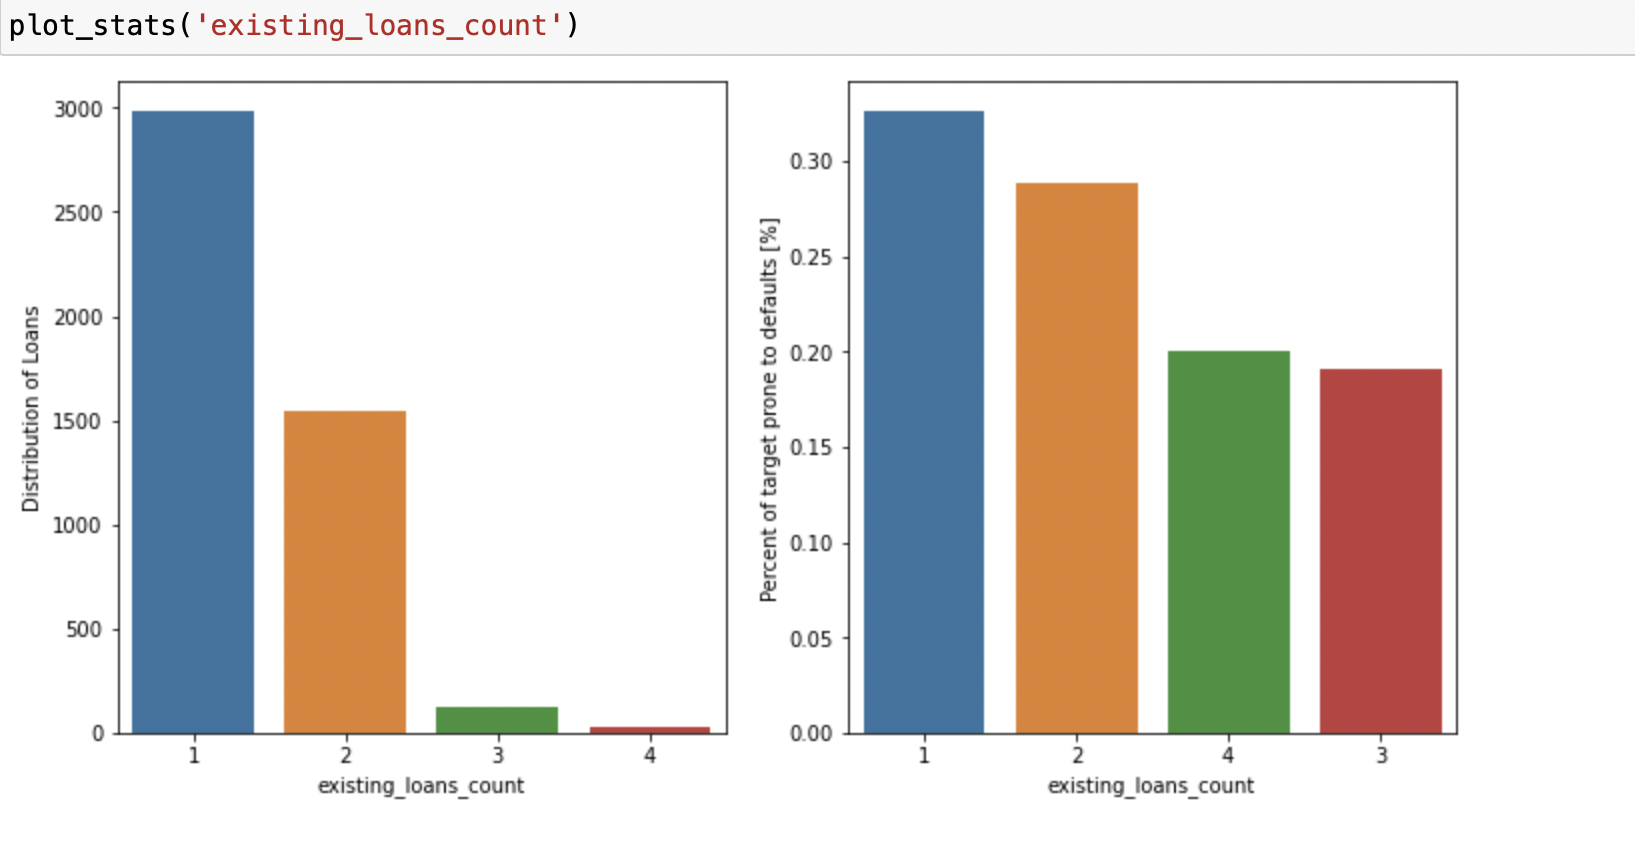 plot_stats('existing_loans_count')
Distribution of Loans
3000
2500
2000
1500
1000
500
0
1 2 3 4
existing_loans_count
Percent of target prone to defaults [%]
0.30
0.25
0.20
0.15
0.10
0.05
0.00
1 2 4 3
existing_loans_count